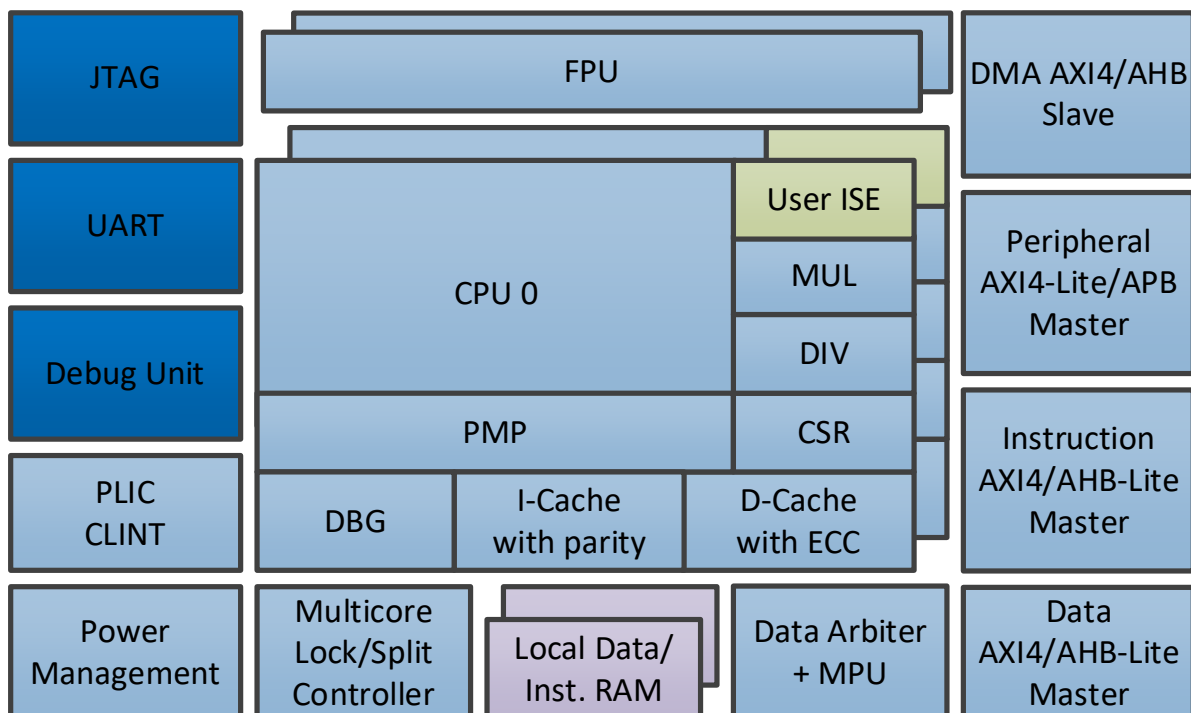 JTAG
FPU
DMA AXI4/AHB
Slave
UART
CPU 0
User ISE
MUL
DIV
Peripheral
AXI4-Lite/APB
Master
Debug Unit
PMP
CSR
Instruction
AXI4/AHB-Lite
Master
PLIC
CLINT
DBG
I-Cache
with parity
D-Cache
with ECC
Power
Management
Multicore
Lock/Split
Controller
Local Data/
Inst. RAM
Data Arbiter
+ MPU
Data
AXI4/AHB-Lite
Master